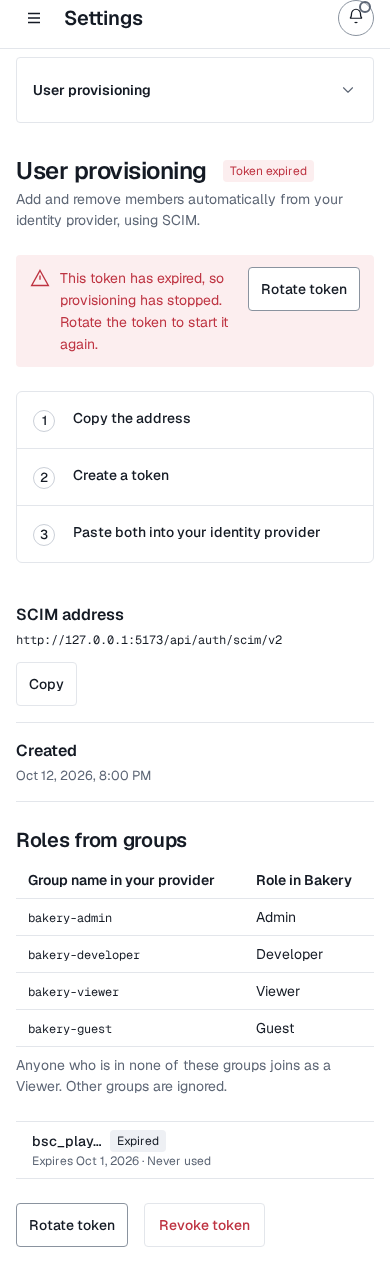 Settings
User provisioning
User provisioning Token expired
Add and remove members automatically from your
identity provider, using SCIM.
This token has expired, so
provisioning has stopped.
Rotate the token to start it
again.
Rotate token
1 Copy the address
2 Create a token
3 Paste both into your identity provider
SCIM address
http://127.0.0.1:5173/api/auth/scim/v2
Copy
Created
Oct 12, 2026, 8:00 PM
Roles from groups
Group name in your provider Role in Bakery
bakery-admin Admin
bakery-developer Developer
bakery-viewer Viewer
bakery-guest Guest
Anyone who is in none of these groups joins as a
Viewer. Other groups are ignored.
bsc_play… Expired
Expires Oct 1, 2026 · Never used
Rotate token Revoke token